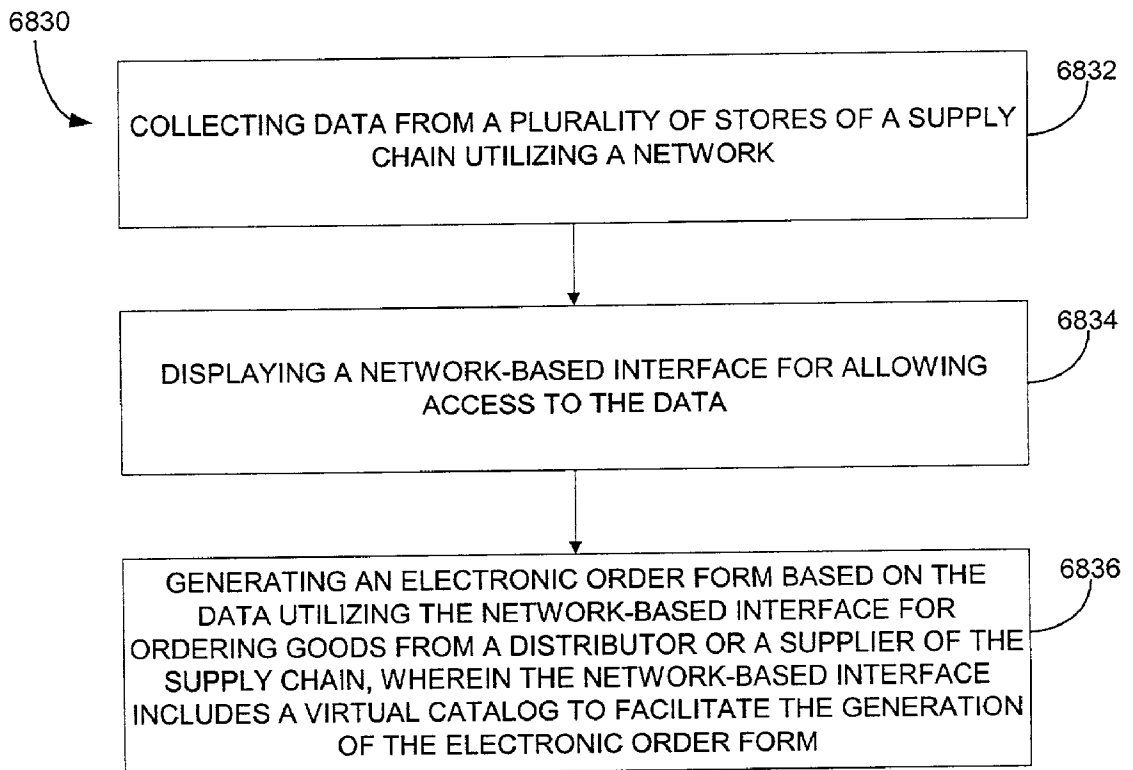 6830
6832
COLLECTING DATA FROM A PLURALITY OF STORES OF A SUPPLY
CHAIN UTILIZING A NETWORK
6834
DISPLAYING A NETWORK-BASED INTERFACE FOR ALLOWING
ACCESS TO THE DATA
6836
GENERATING AN ELECTRONIC ORDER FORM BASED ON THE
DATA UTILIZING THE NETWORK-BASED INTERFACE FOR
ORDERING GOODS FROM A DISTRIBUTOR OR A SUPPLIER OF THE
SUPPLY CHAIN, WHEREIN THE NETWORK-BASED INTERFACE
INCLUDES A VIRTUAL CATALOG TO FACILITATE THE GENERATION
OF THE ELECTRONIC ORDER FORM